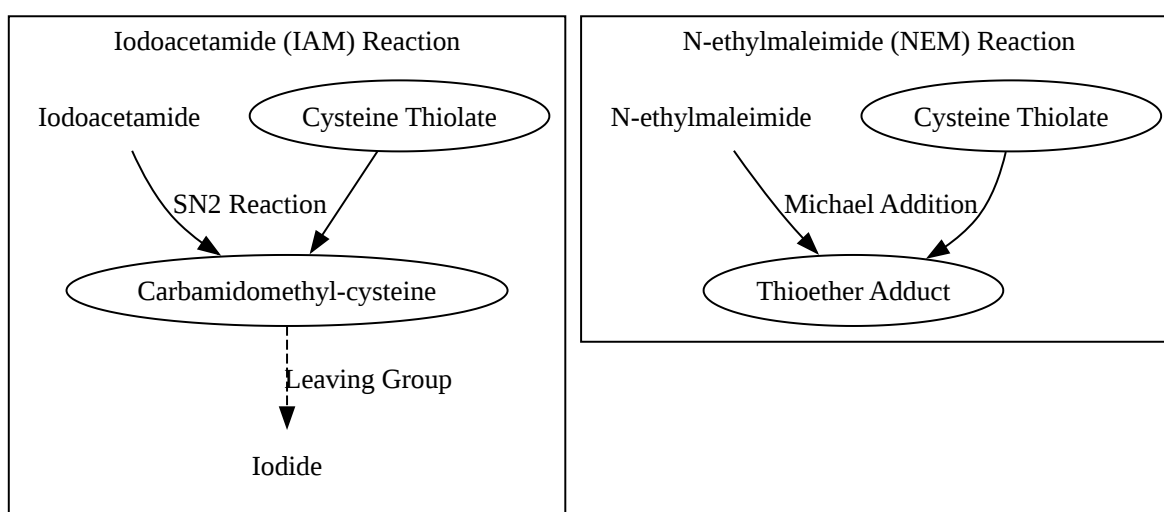 Iodoacetamide (IAM) Reaction
Iodoacetamide
Cysteine Thiolate
SN2 Reaction
Carbamidomethyl-cysteine
Leaving Group
Iodide
N-ethylmaleimide (NEM) Reaction
N-ethylmaleimide
Cysteine Thiolate
Michael Addition
Thioether Adduct